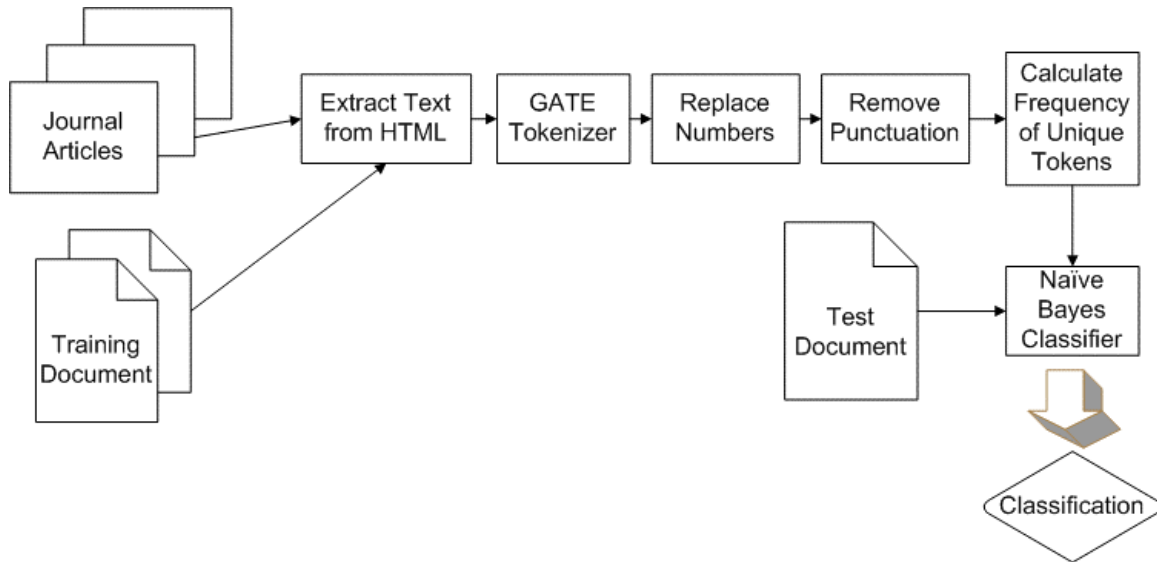 Journal
Articles
Extract Text
from HTML
GATE
Tokenizer
Replace
Numbers
Remove
Punctuation
Calculate
Frequency
of Unique
Tokens
Training
Document
Test
Document
Naïve
Bayes
Classifier
Classification